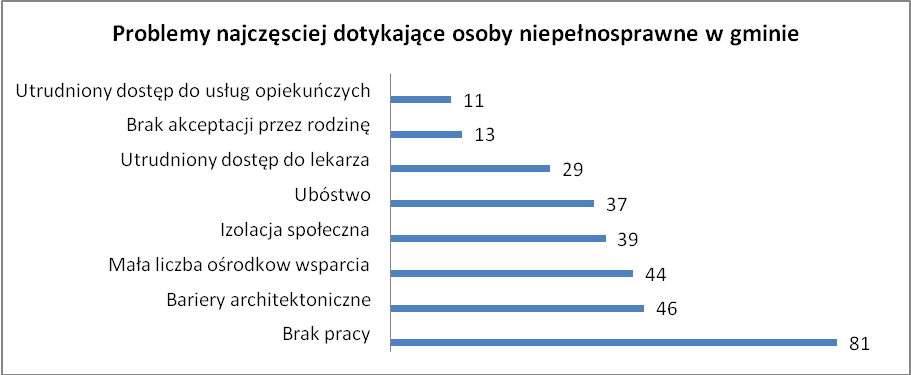 Problemy najczęsciej dotykające osoby niepełnosprawne w gminie
Utrudniony dostęp do usług opiekuńczych 11
Brak akceptacji przez rodzinę 13
Utrudniony dostęp do lekarza 29
Ubóstwo 37
Izolacja społeczna 39
Mała liczba ośrodkow wsparcia 44
Bariery architektoniczne 46
Brak pracy 81